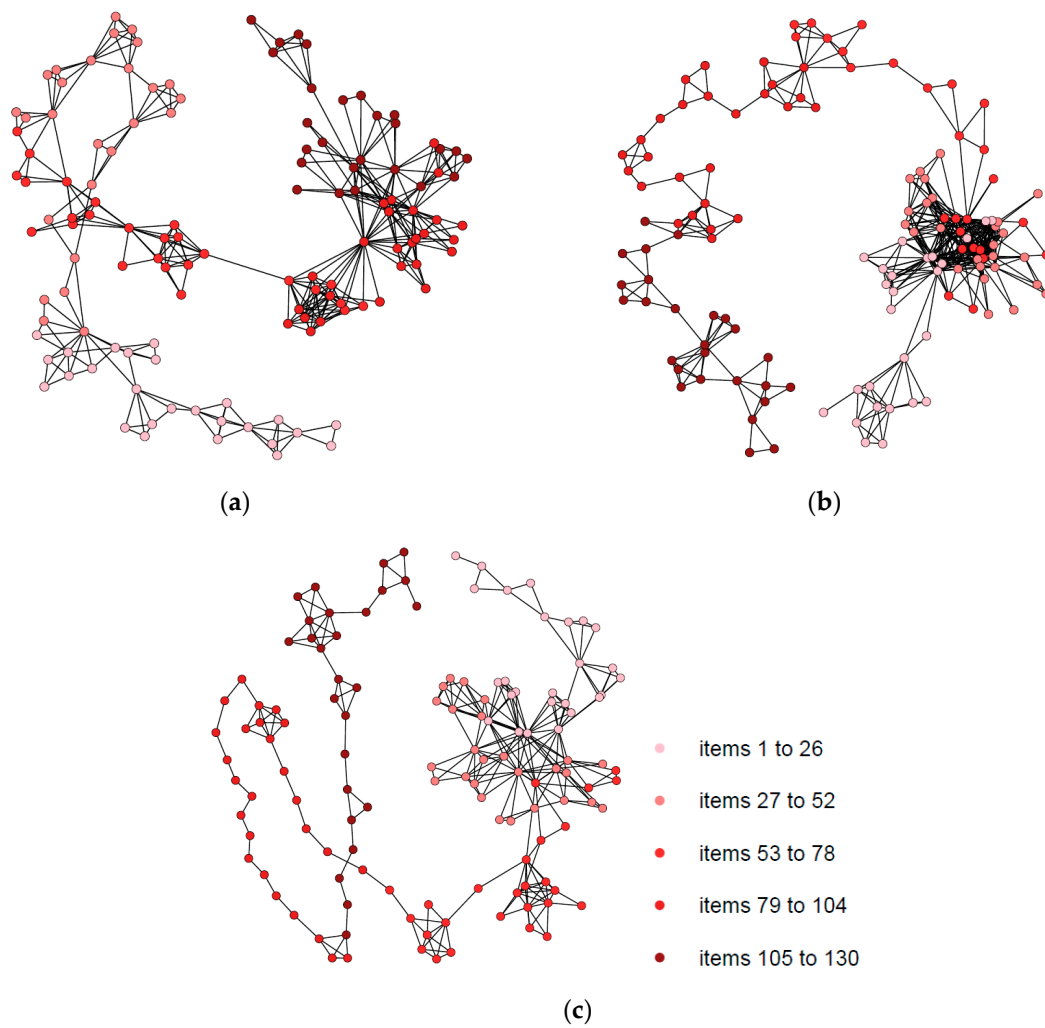 (a)
(b)
items 1 to 26
items 27 to 52
items 53 to 78
items 79 to 104
items 105 to 130
(c)